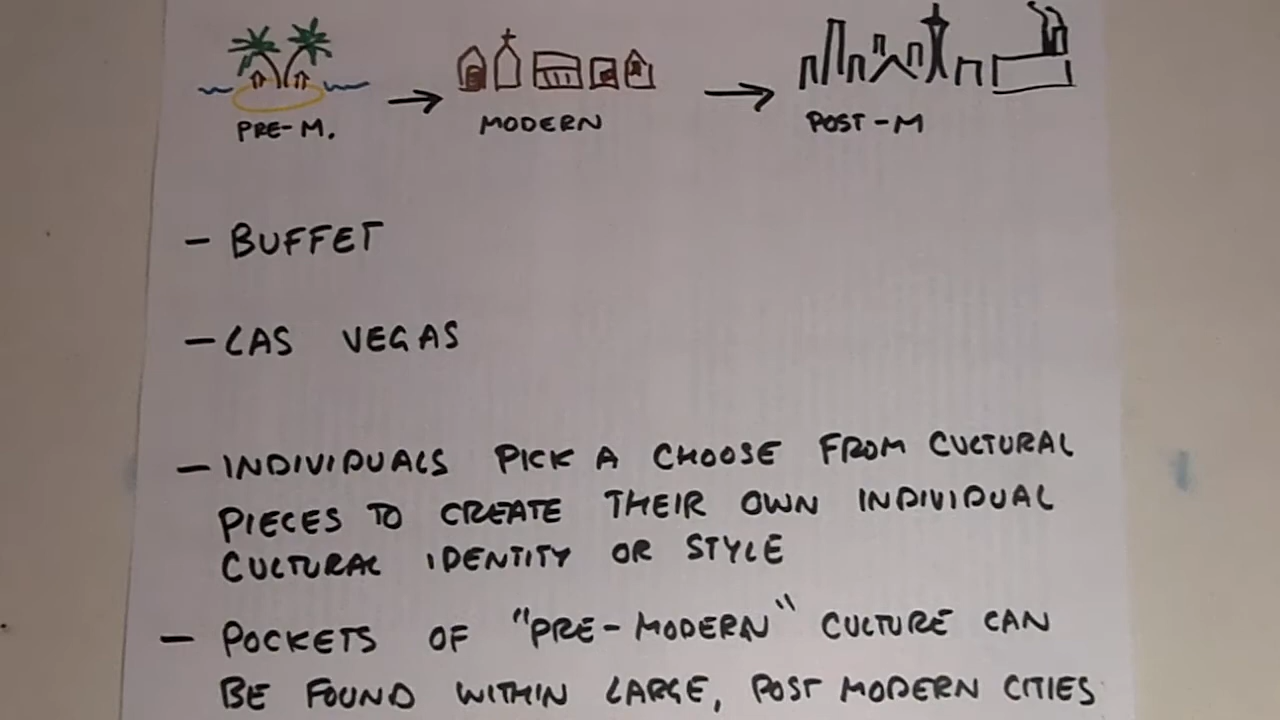 PRE-M.
MODERN
POST-M
- BUFFET
- LAS VEGAS
- INDIVIDUALS PICK A CHOOSE FROM CULTURAL
PIECES TO CREATE THEIR OWN INDIVIDUAL
CULTURAL IDENTITY OR STYLE
- POCKETS OF "PRE-MODERN" CULTURE CAN
BE FOUND WITHIN LARGE, POST MODERN CITIES